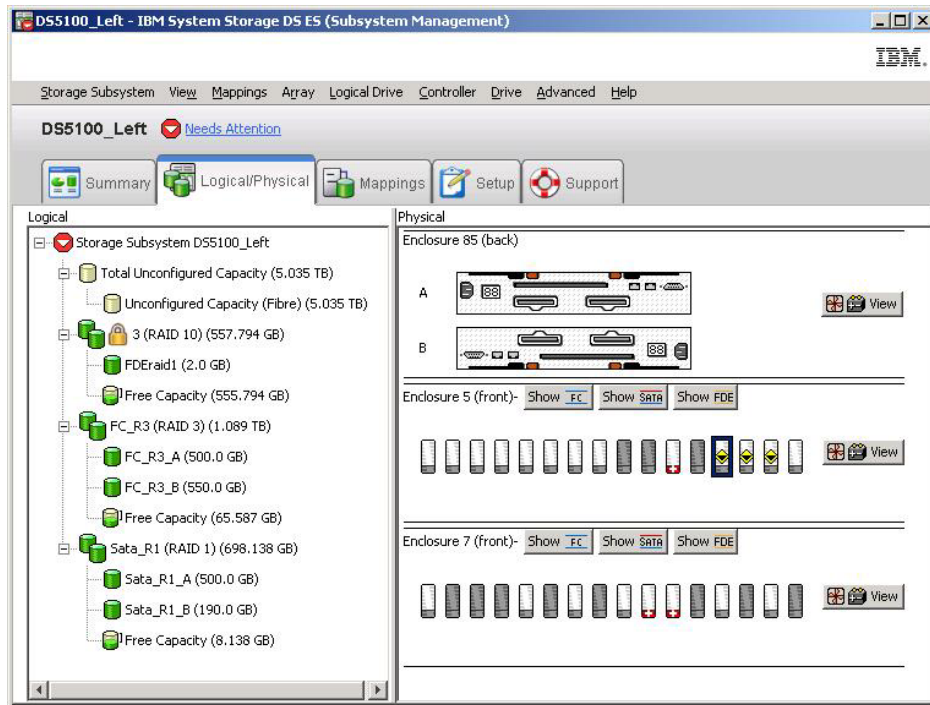 DS5100_Left - IBM System Storage DS ES (Subsystem Management)
IBM.
Storage Subsystem View Mappings Array Logical Drive Controller Drive Advanced Help
DS5100_Left Needs Attention
Summary Logical/Physical Mappings Setup Support
Logical
Storage Subsystem DS5100_Left
Total Unconfigured Capacity (5.035 TB)
Unconfigured Capacity (Fibre) (5.035 TB)
3 (RAID 10) (557.794 GB)
FDEraid1 (2.0 GB)
Free Capacity (555.794 GB)
FC_R3 (RAID 3) (1.089 TB)
FC_R3_A (500.0 GB)
FC_R3_B (550.0 GB)
Free Capacity (65.587 GB)
Sata_R1 (RAID 1) (698.138 GB)
Sata_R1_A (500.0 GB)
Sata_R1_B (190.0 GB)
Free Capacity (8.138 GB)
Physical
Enclosure 85 (back)
A
88
View
B
88
Enclosure 5 (front)- Show FC Show SATA Show FDE
View
Enclosure 7 (front)- Show FC Show SATA Show FDE
View